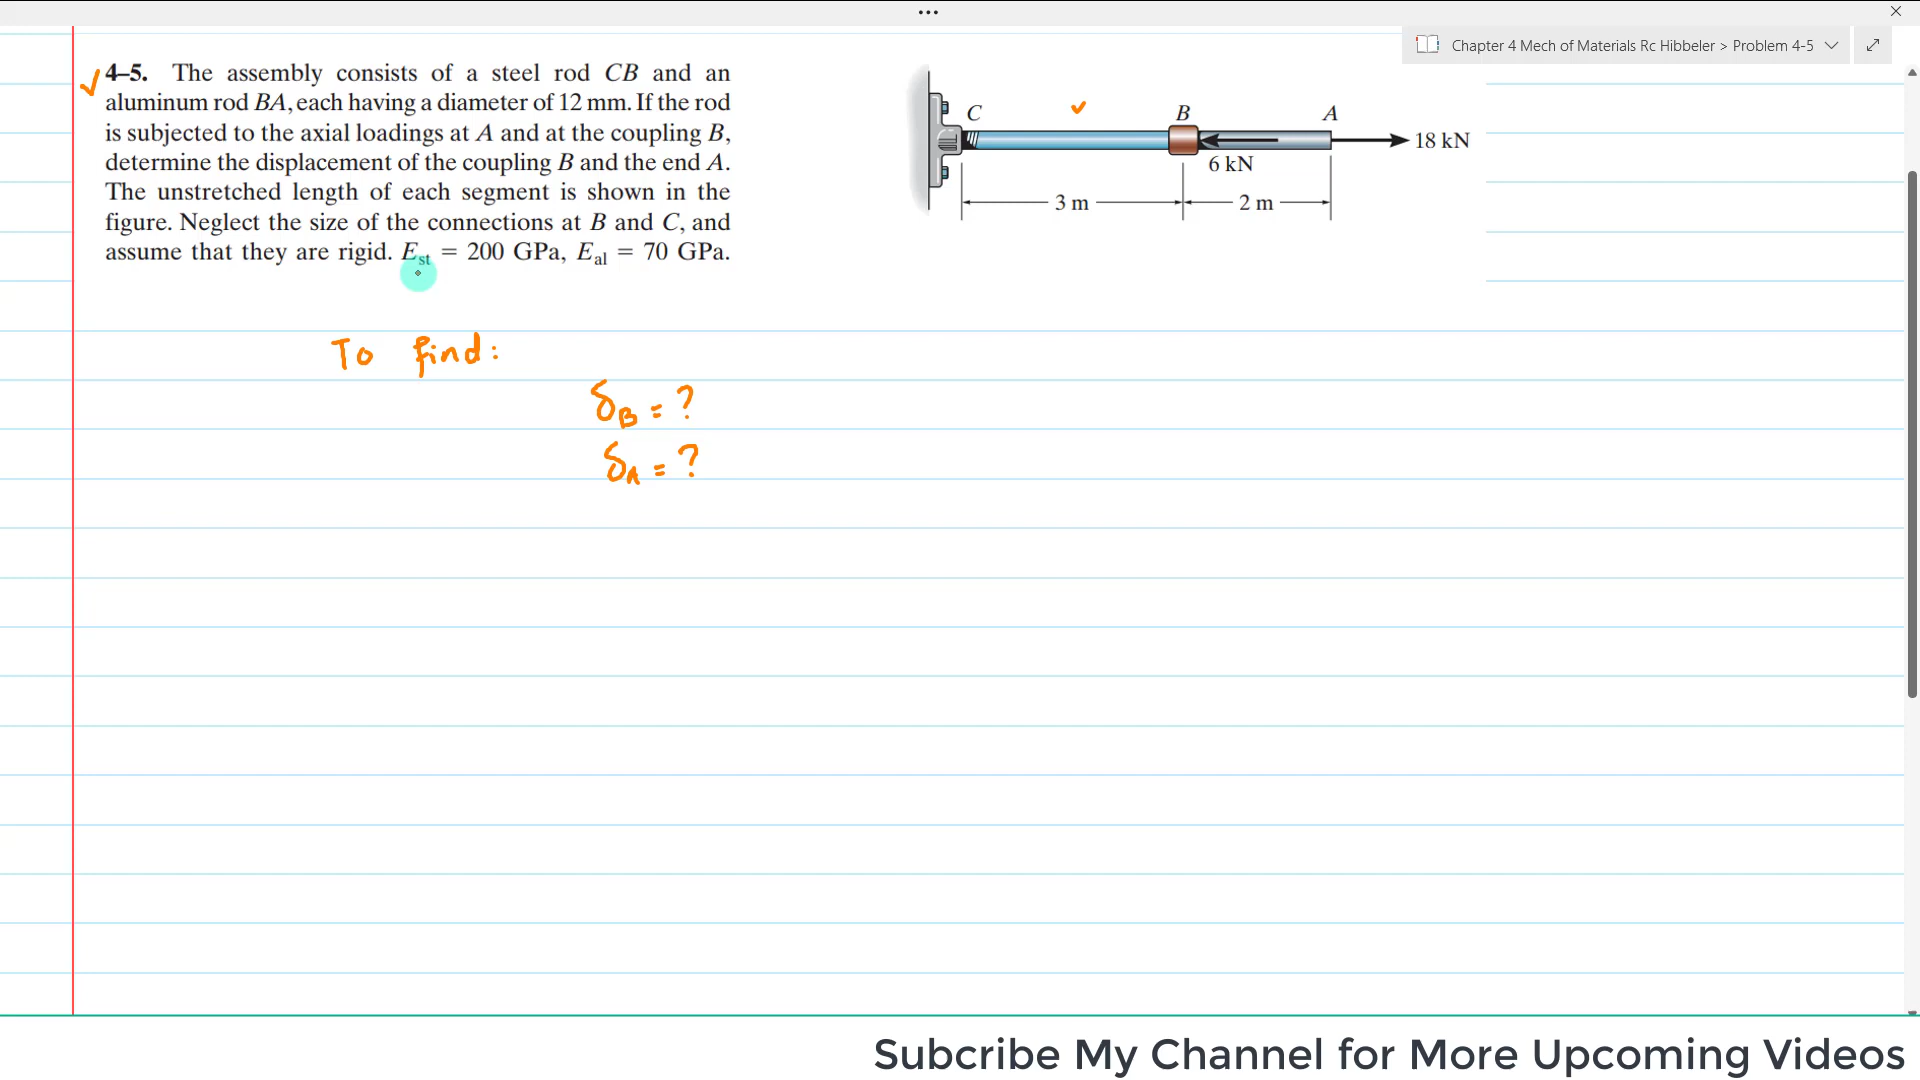 ...
Chapter 4 Mech of Materials Rc Hibbeler > Problem 4-5
4–5. The assembly consists of a steel rod CB and an
aluminum rod BA, each having a diameter of 12 mm. If the rod
is subjected to the axial loadings at A and at the coupling B,
determine the displacement of the coupling B and the end A.
The unstretched length of each segment is shown in the
figure. Neglect the size of the connections at B and C, and
assume that they are rigid. Est = 200 GPa, Eal = 70 GPa.
C B A
18 kN
6 kN
3 m 2 m
To find:
δB = ?
δA = ?
Subcribe My Channel for More Upcoming Videos